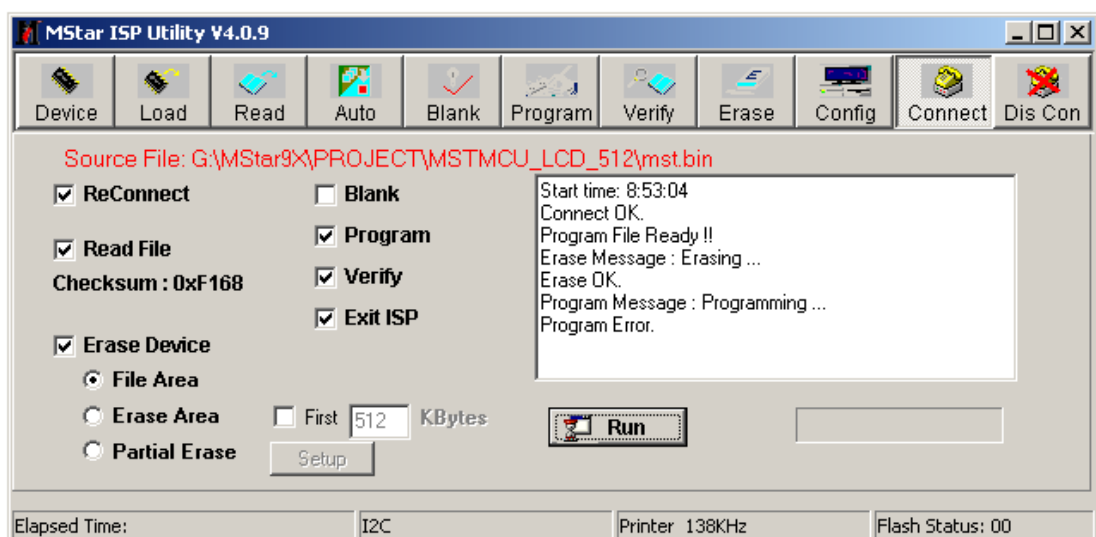 MStar ISP Utility V4.0.9
Device Load Read Auto Blank Program Verify Erase Config Connect Dis Con
Source File: G:\MStar9X\PROJECT\MSTMCU_LCD_512\mst.bin
ReConnect
Read File
Checksum : 0xF168
Erase Device
File Area
Erase Area
Partial Erase
Blank
Program
Verify
Exit ISP
First 512 KBytes
Setup
Start time: 8:53:04
Connect OK.
Program File Ready !!
Erase Message : Erasing ...
Erase OK.
Program Message : Programming ...
Program Error.
Run
Elapsed Time: I2C Printer 138KHz Flash Status: 00